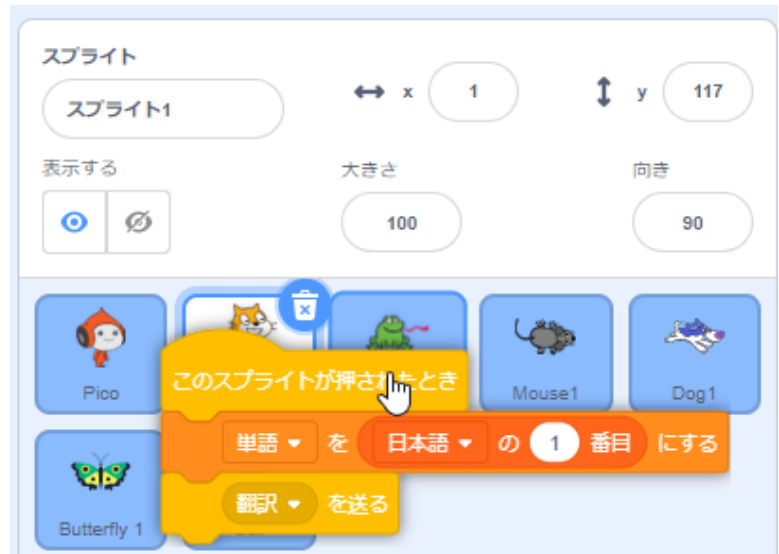 スプライト
スプライト1
x 1
y 117
表示する
大きさ
向き
100
90
Pico
このスプライトが押されたとき
Mouse1
Dog1
単語 を 日本語 の 1 番目 にする
翻訳 を送る
Butterfly 1